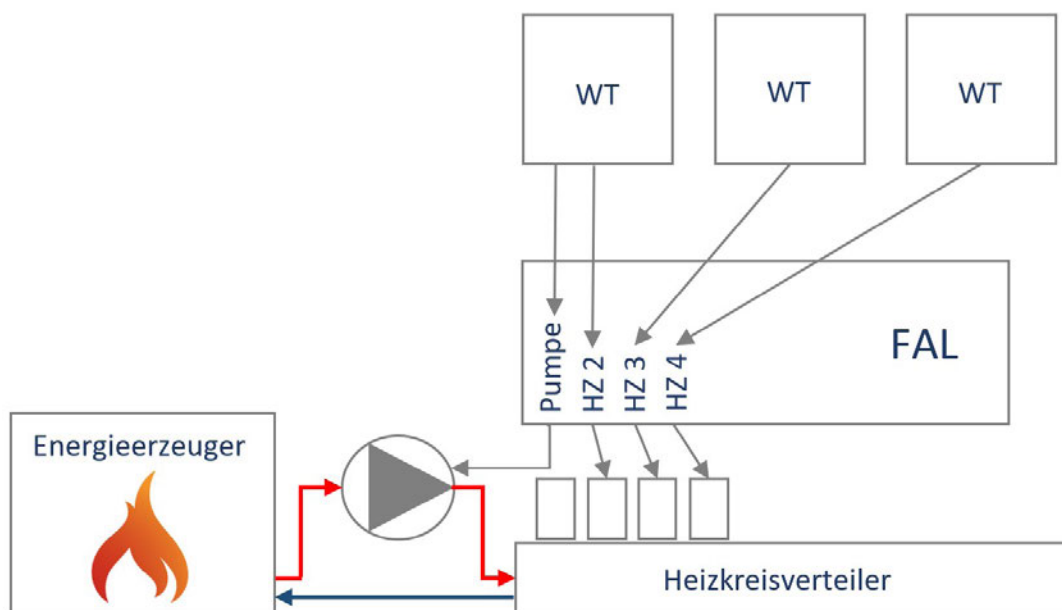 WT
WT
WT
Pumpe
HZ 2
HZ 3
HZ 4
FAL
Energieerzeuger
Heizkreisverteiler